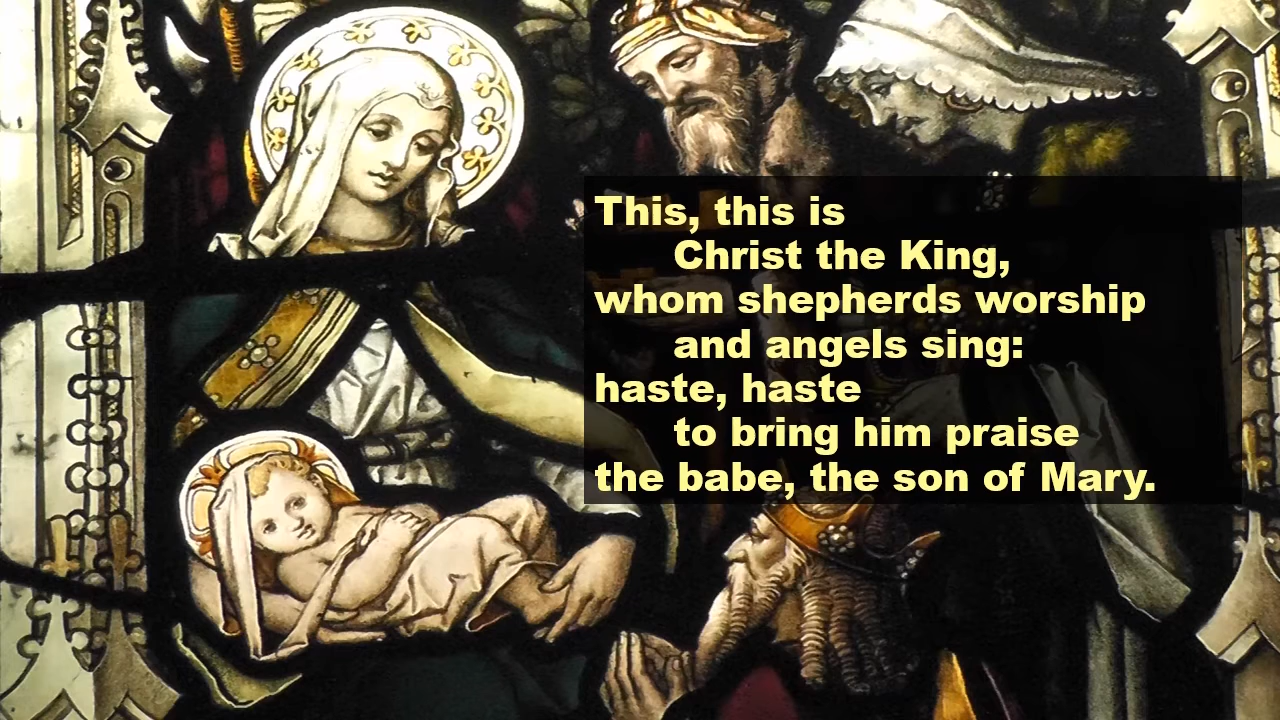 This, this is
Christ the King,
whom shepherds worship
and angels sing:
haste, haste
to bring him praise
the babe, the son of Mary.